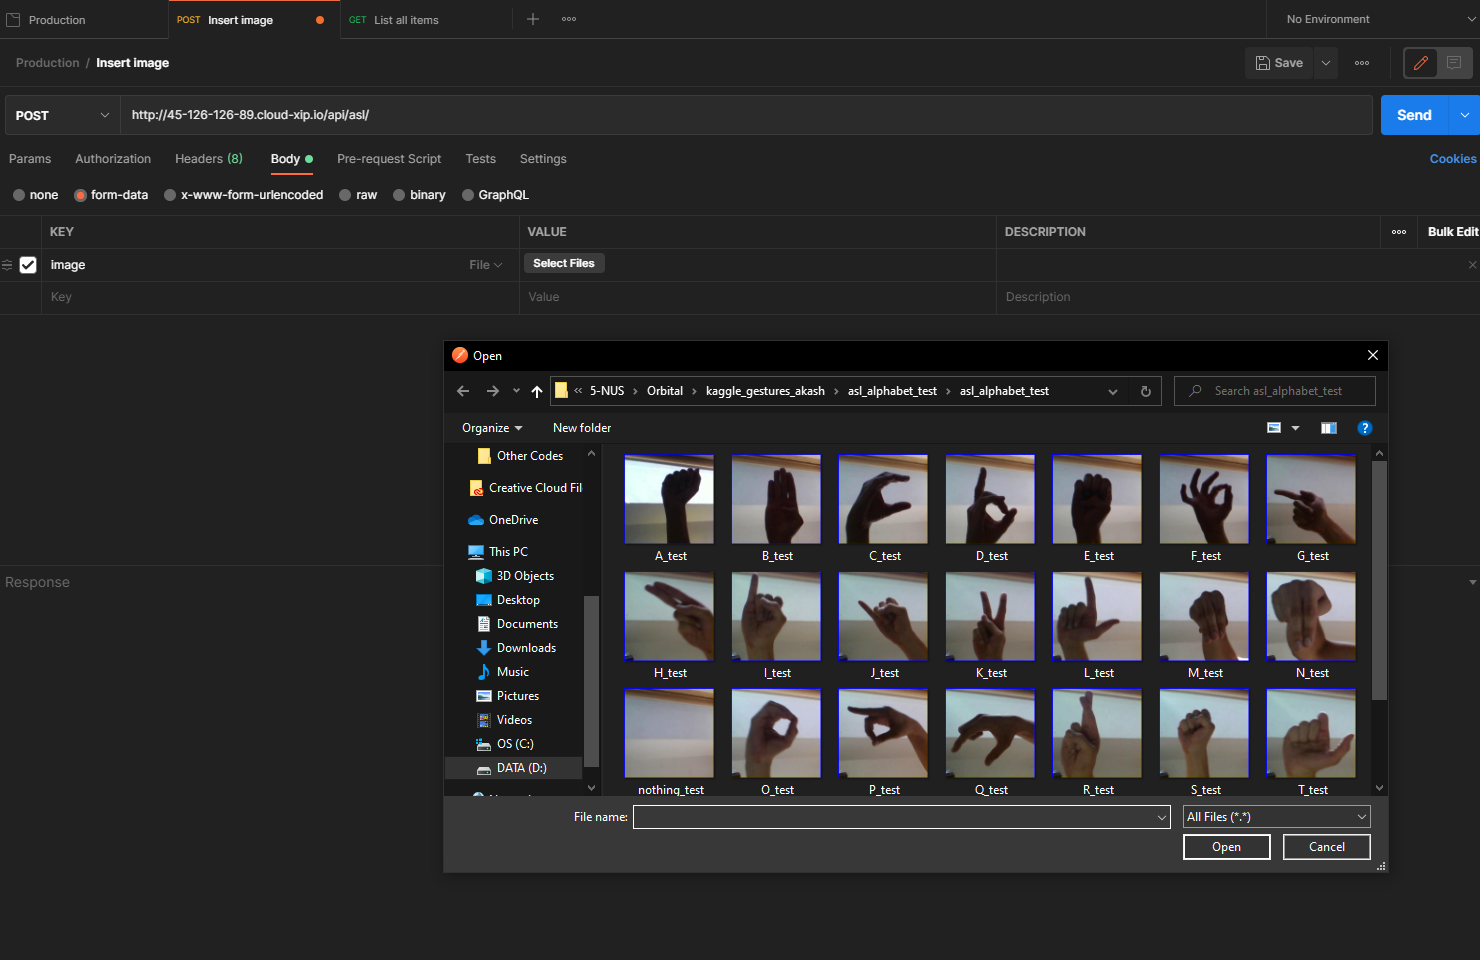 Production
POST Insert image
GET List all items
No Environment
Production / Insert image
Save
POST
http://45-126-126-89.cloud-xip.io/api/asl/
Send
Params Authorization Headers (8) Body Pre-request Script Tests Settings
Cookies
none form-data x-www-form-urlencoded raw binary GraphQL
KEY VALUE DESCRIPTION Bulk Edit
image File Select Files
Key Value Description
Response
Open
« 5-NUS › Orbital › kaggle_gestures_akash › asl_alphabet_test › asl_alphabet_test
Search asl_alphabet_test
Organize New folder
Other Codes
Creative Cloud Fil
OneDrive
This PC
3D Objects
Desktop
Documents
Downloads
Music
Pictures
Videos
OS (C:)
DATA (D:)
A_test B_test C_test D_test E_test F_test G_test
H_test I_test J_test K_test L_test M_test N_test
nothing_test O_test P_test Q_test R_test S_test T_test
File name:
All Files (*.*)
Open Cancel